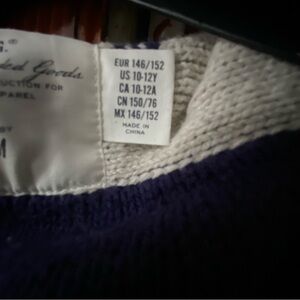 G.®
ed Goods
UCTION FOR
PAREL
BY
M
EUR 146/152
US 10-12Y
CA 10-12A
CN 150/76
MX 146/152
MADE IN
CHINA